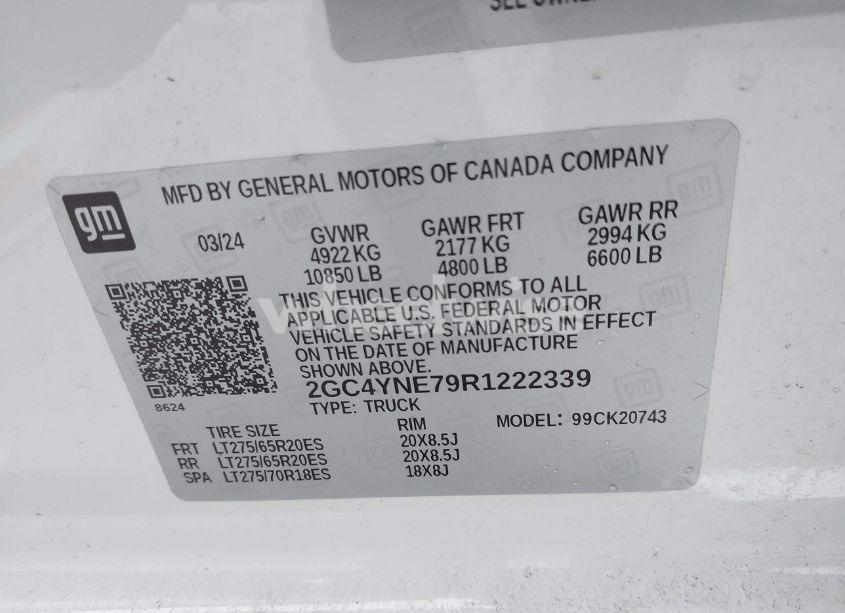 SEE OWNER
gm
MFD BY GENERAL MOTORS OF CANADA COMPANY
03/24 GVWR GAWR FRT GAWR RR
4922 KG 2177 KG 2994 KG
10850 LB 4800 LB 6600 LB
THIS VEHICLE CONFORMS TO ALL
APPLICABLE U.S. FEDERAL MOTOR
VEHICLE SAFETY STANDARDS IN EFFECT
ON THE DATE OF MANUFACTURE
SHOWN ABOVE.
2GC4YNE79R1222339
8624
TYPE: TRUCK
MODEL: 99CK20743
TIRE SIZE RIM
FRT LT275/65R20ES 20X8.5J
RR LT275/65R20ES 20X8.5J
SPA LT275/70R18ES 18X8J